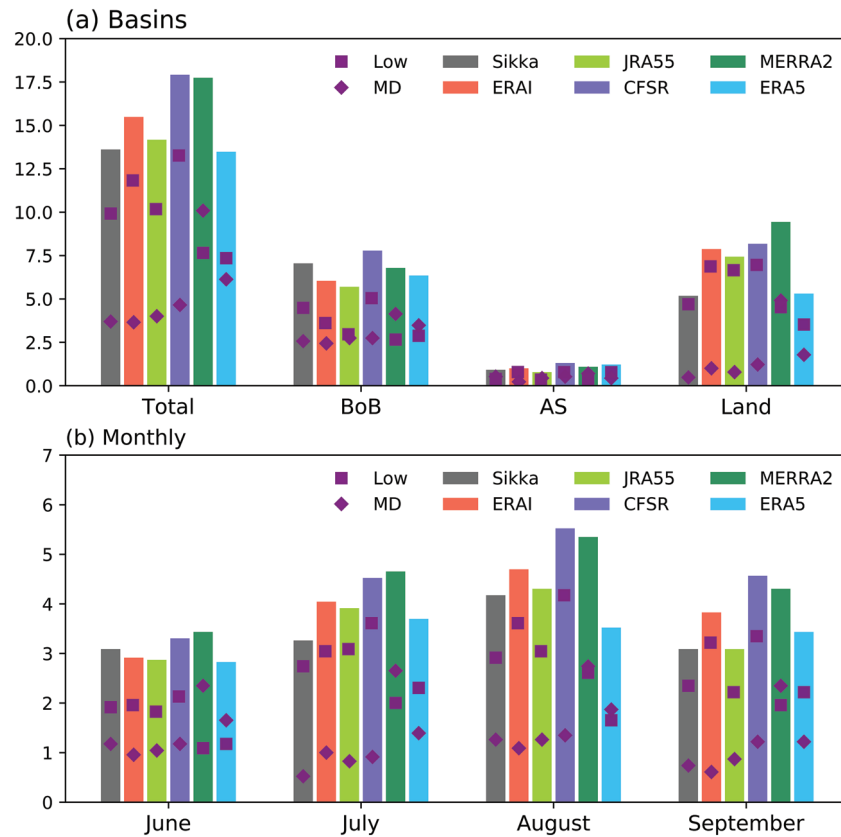 (a) Basins
20.0
17.5
15.0
12.5
10.0
7.5
5.0
2.5
0.0
Low Sikka JRA55 MERRA2
MD ERAI CFSR ERA5
Total BoB AS Land
(b) Monthly
7
6
5
4
3
2
1
0
Low Sikka JRA55 MERRA2
MD ERAI CFSR ERA5
June July August September